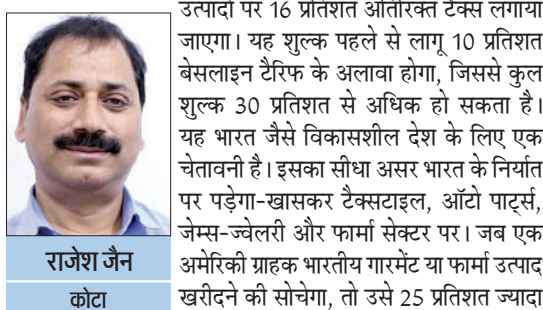 उत्पादों पर 16 प्रतिशत अतिरिक्त टैक्स लगाया
जाएगा। यह शुल्क पहले से लागू 10 प्रतिशत
बेसलाइन टैरिफ के अलावा होगा, जिससे कुल
शुल्क 30 प्रतिशत से अधिक हो सकता है।
यह भारत जैसे विकासशील देश के लिए एक
चेतावनी है। इसका सीधा असर भारत के निर्यात
पर पड़ेगा-खासकर टैक्सटाइल, ऑटो पार्ट्स,
जेम्स-ज्वेलरी और फार्मा सेक्टर पर। जब एक
अमेरिकी ग्राहक भारतीय गारमेंट या फार्मा उत्पाद
खरीदने की सोचेगा, तो उसे 25 प्रतिशत ज्यादा
राजेश जैन
कोटा